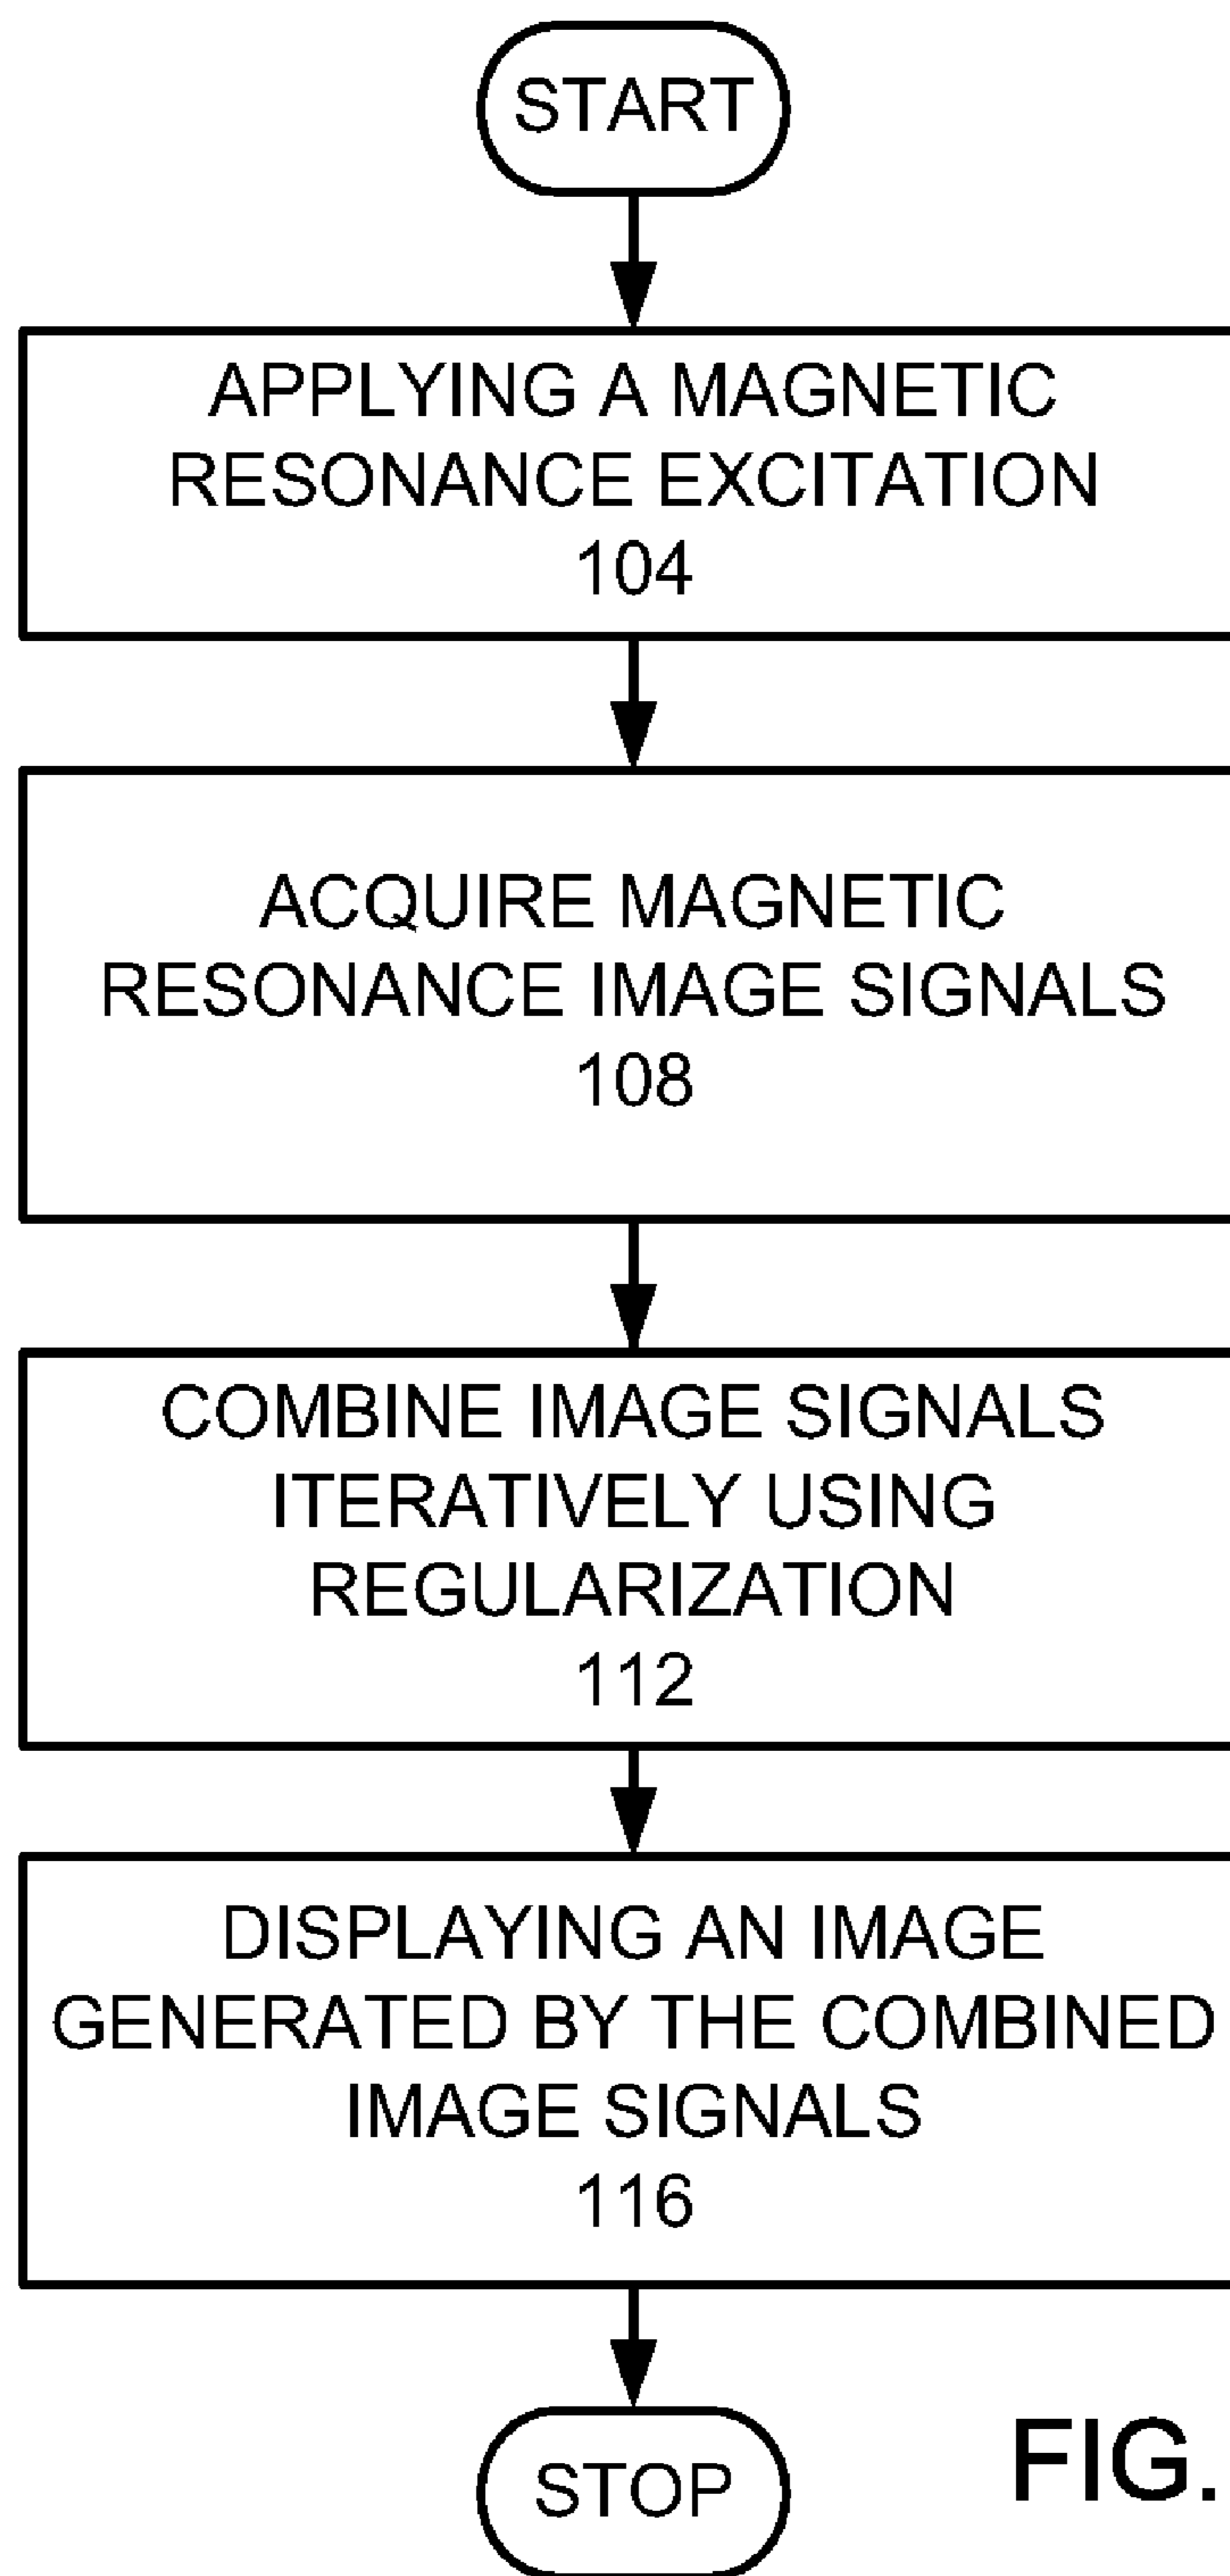 START
APPLYING A MAGNETIC
RESONANCE EXCITATION
104
ACQUIRE MAGNETIC
RESONANCE IMAGE SIGNALS
108
COMBINE IMAGE SIGNALS
ITERATIVELY USING
REGULARIZATION
112
DISPLAYING AN IMAGE
GENERATED BY THE COMBINED
IMAGE SIGNALS
116
STOP
FIG.